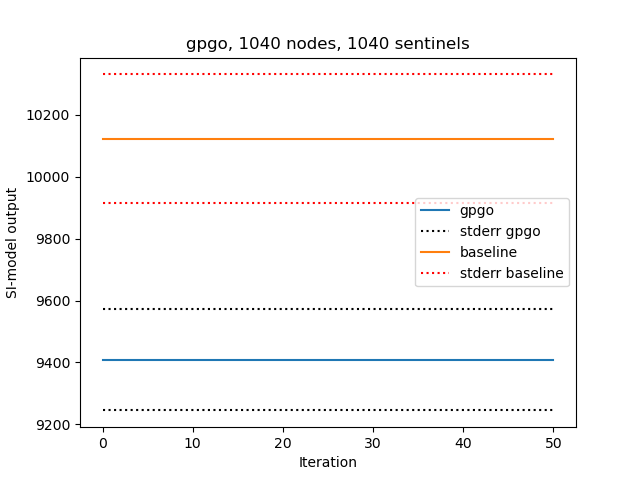 gpgo, 1040 nodes, 1040 sentinels
SI-model output
10200
10000
9800
9600
9400
9200
gpgo
stderr gpgo
baseline
stderr baseline
0 10 20 30 40 50
Iteration